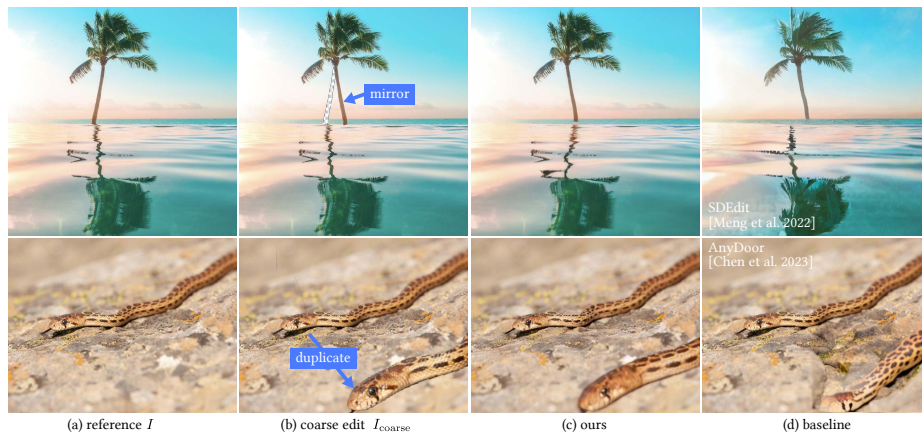 mirror
SDEdit
[Meng et al. 2022]
AnyDoor
[Chen et al. 2023]
duplicate
(a) reference I
(b) coarse edit I_coarse
(c) ours
(d) baseline